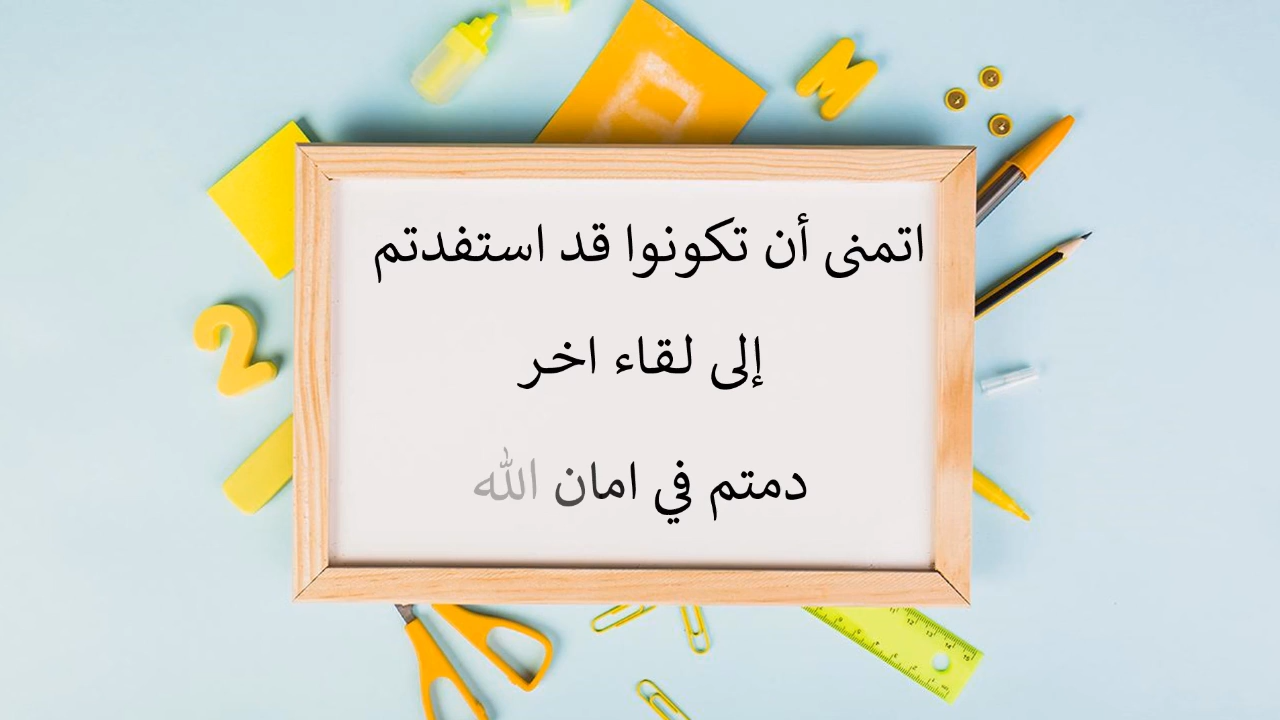 اتمنى أن تكونوا قد استفدتم
إلى لقاء اخر
دمتم في امان الله